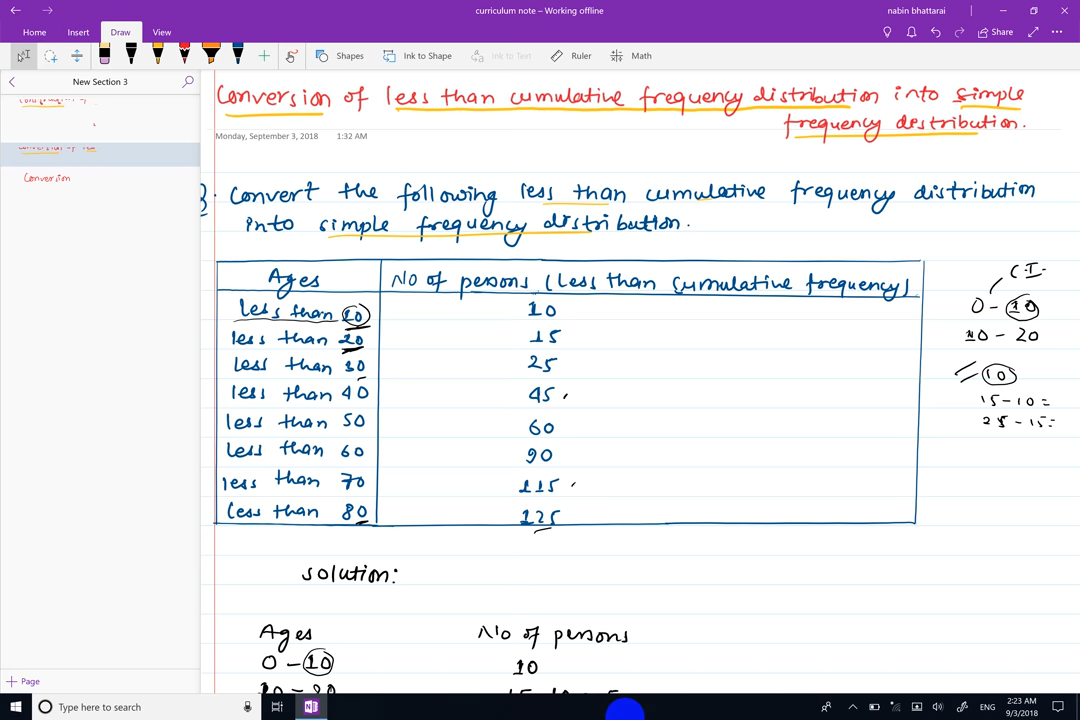 curriculum note – Working offline
nabin bhattarai
Home Insert Draw View
Share
Shapes Ink to Shape Ink to Text Ruler Math
New Section 3
Conversion
Page
Conversion of less than cumulative frequency distribution into simple
frequency distribution.
Monday, September 3, 2018 1:32 AM
Q. Convert the following less than cumulative frequency distribution
into simple frequency distribution.
Ages No of persons (Less than cumulative frequency)
less than 10 10
less than 20 15
less than 30 25
less than 40 45
less than 50 60
less than 60 90
less than 70 115
less than 80 125
C.I.
0 - 10
10 - 20
= 10
15 - 10 =
25 - 15 =
solution:
Ages No of persons
0 - 10 10
Type here to search
ENG
2:23 AM
9/3/2018